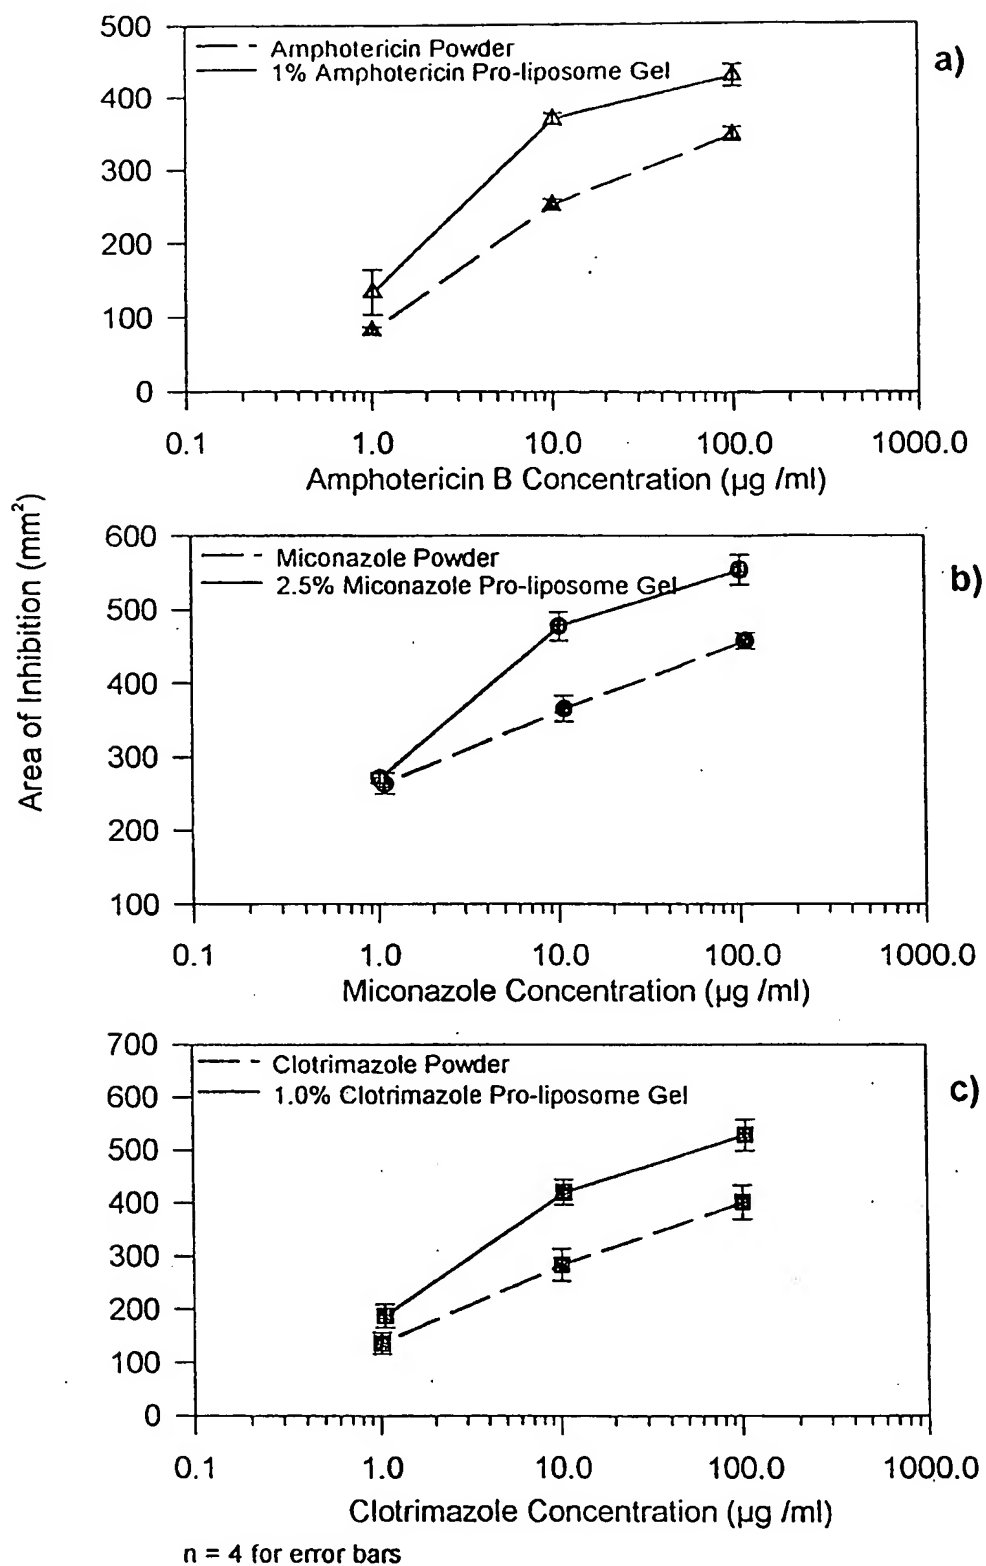 500
400
300
200
100
0
Amphotericin Powder
1% Amphotericin Pro-liposome Gel
a)
0.1 1.0 10.0 100.0 1000.0
Amphotericin B Concentration (µg /ml)
Area of Inhibition (mm²)
600
500
400
300
200
100
Miconazole Powder
2.5% Miconazole Pro-liposome Gel
b)
0.1 1.0 10.0 100.0 1000.0
Miconazole Concentration (µg /ml)
700
600
500
400
300
200
100
0
Clotrimazole Powder
1.0% Clotrimazole Pro-liposome Gel
c)
0.1 1.0 10.0 100.0 1000.0
Clotrimazole Concentration (µg /ml)
n = 4 for error bars